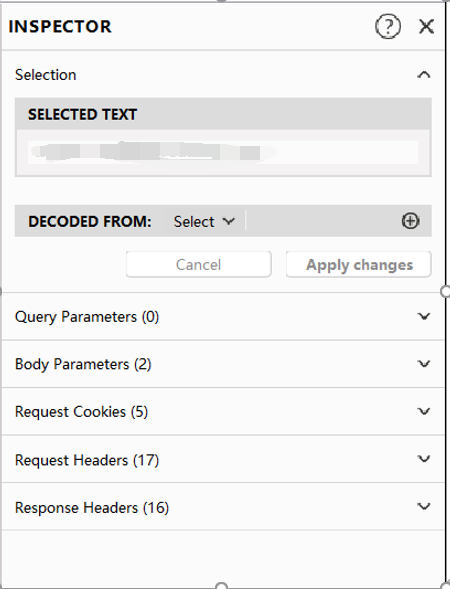 INSPECTOR
Selection
SELECTED TEXT
DECODED FROM: Select
Cancel Apply changes
Query Parameters (0)
Body Parameters (2)
Request Cookies (5)
Request Headers (17)
Response Headers (16)